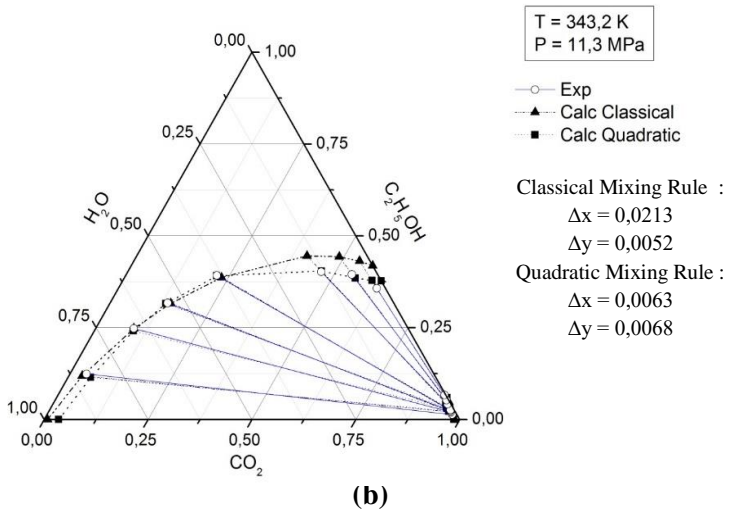 T = 343,2 K
P = 11,3 MPa
Exp
Calc Classical
Calc Quadratic
Classical Mixing Rule :
Δx = 0,0213
Δy = 0,0052
Quadratic Mixing Rule :
Δx = 0,0063
Δy = 0,0068
0,00
1,00
0,25
0,75
H₂O
C₂H₅OH
0,50
0,50
0,75
0,25
1,00
0,00
0,00
0,25
0,50
0,75
1,00
CO₂
(b)